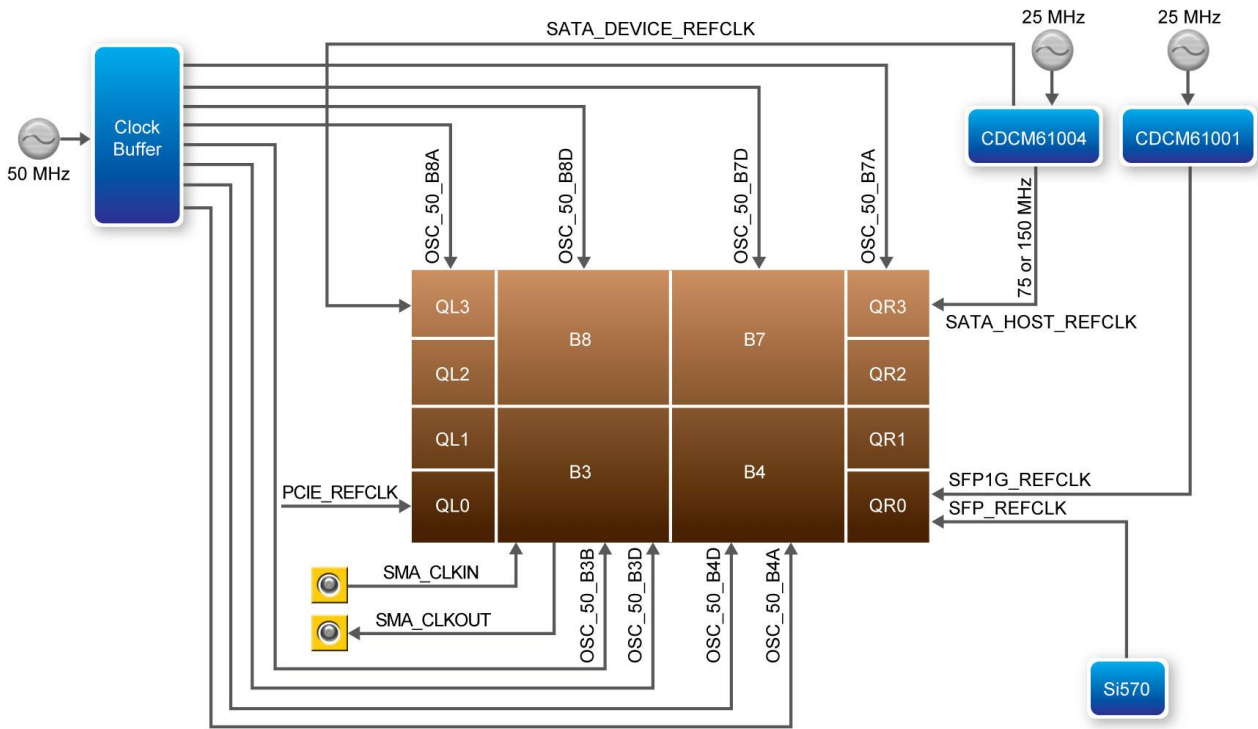 SATA_DEVICE_REFCLK
25 MHz
25 MHz
Clock
Buffer
50 MHz
CDCM61004
CDCM61001
OSC_50_B8A
OSC_50_B8D
OSC_50_B7D
OSC_50_B7A
75 or 150 MHz
QL3
B8
B7
QR3
SATA_HOST_REFCLK
QL2
QR2
QL1
B3
B4
QR1
PCIE_REFCLK
QL0
QR0
SFP1G_REFCLK
SFP_REFCLK
SMA_CLKIN
SMA_CLKOUT
OSC_50_B3B
OSC_50_B3D
OSC_50_B4D
OSC_50_B4A
Si570